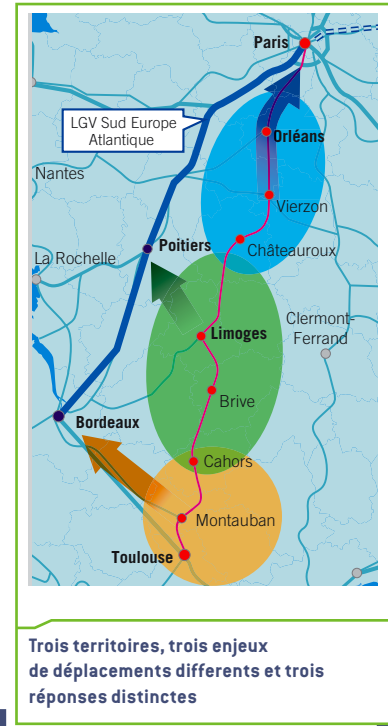 Paris
LGV Sud Europe
Atlantique
Orléans
Nantes
Vierzon
Poitiers
Châteauroux
La Rochelle
Limoges
Clermont-
Ferrand
Brive
Bordeaux
Cahors
Montauban
Toulouse
Trois territoires, trois enjeux
de déplacements differents et trois
réponses distinctes